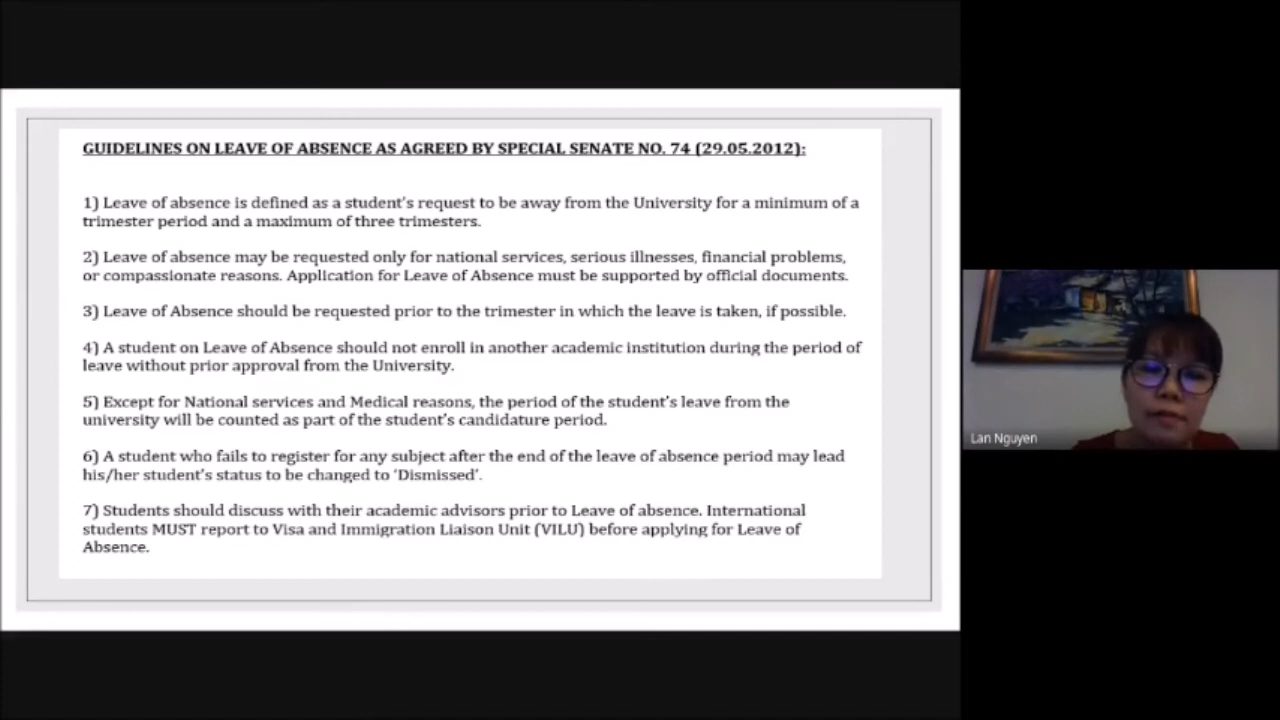 GUIDELINES ON LEAVE OF ABSENCE AS AGREED BY SPECIAL SENATE NO. 74 (29.05.2012):
1) Leave of absence is defined as a student's request to be away from the University for a minimum of a
trimester period and a maximum of three trimesters.
2) Leave of absence may be requested only for national services, serious illnesses, financial problems,
or compassionate reasons. Application for Leave of Absence must be supported by official documents.
3) Leave of Absence should be requested prior to the trimester in which the leave is taken, if possible.
4) A student on Leave of Absence should not enroll in another academic institution during the period of
leave without prior approval from the University.
5) Except for National services and Medical reasons, the period of the student's leave from the
university will be counted as part of the student's candidature period.
6) A student who fails to register for any subject after the end of the leave of absence period may lead
his/her student's status to be changed to 'Dismissed'.
7) Students should discuss with their academic advisors prior to Leave of absence. International
students MUST report to Visa and Immigration Liaison Unit (VILU) before applying for Leave of
Absence.
Lan Nguyen